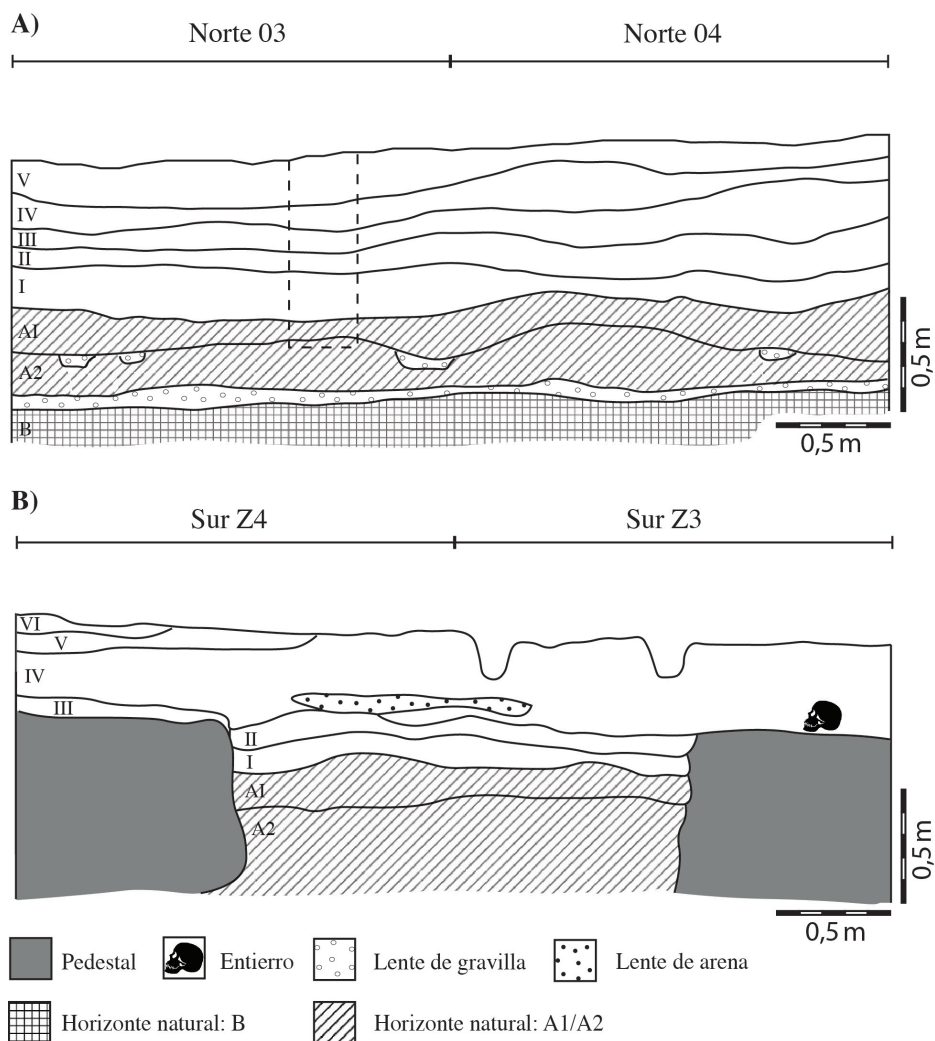 A)
Norte 03
Norte 04
V
IV
III
II
I
A1
A2
B
0,5 m
0,5 m
B)
Sur Z4
Sur Z3
VI
V
IV
III
II
I
A1
A2
0,5 m
0,5 m
Pedestal
Entierro
Lente de gravilla
Lente de arena
Horizonte natural: B
Horizonte natural: A1/A2